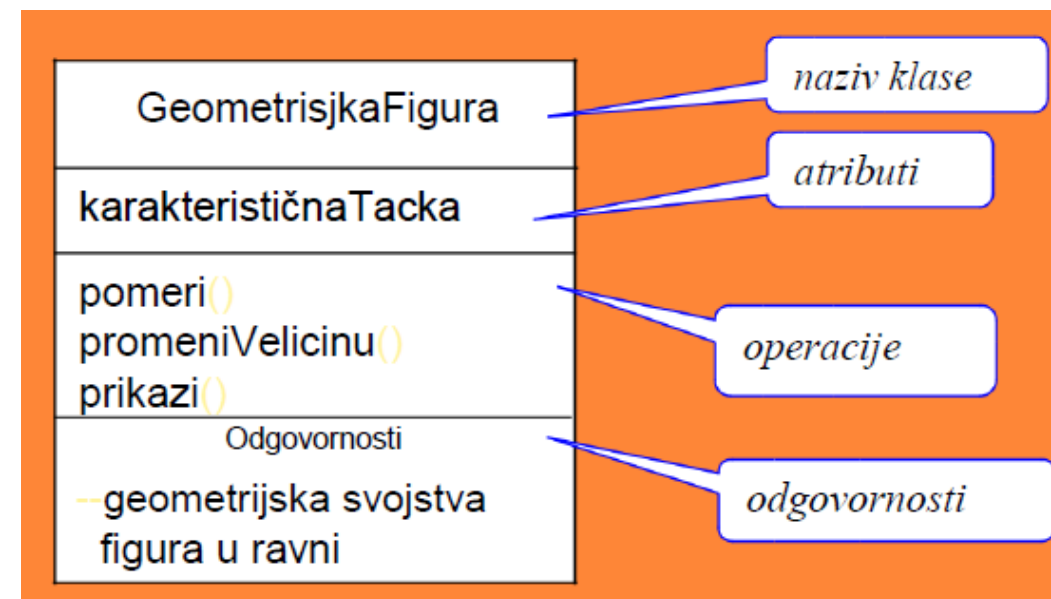 GeometrisjkaFigura
naziv klase
karakterističnaTacka
atributi
pomeri()
promeniVelicinu()
prikazi()
operacije
Odgovornosti
--geometrijska svojstva
figura u ravni
odgovornosti